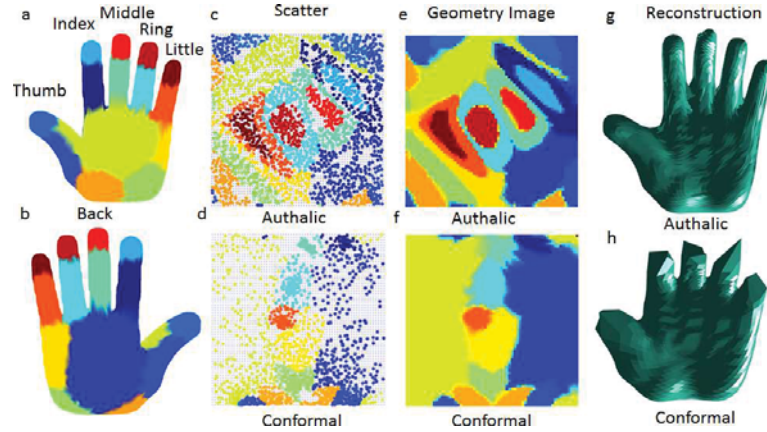 a
Middle
Index
Ring
Little
Thumb
b
Back
c
Scatter
Authalic
d
Conformal
e
Geometry Image
Authalic
f
Conformal
g
Reconstruction
Authalic
h
Conformal